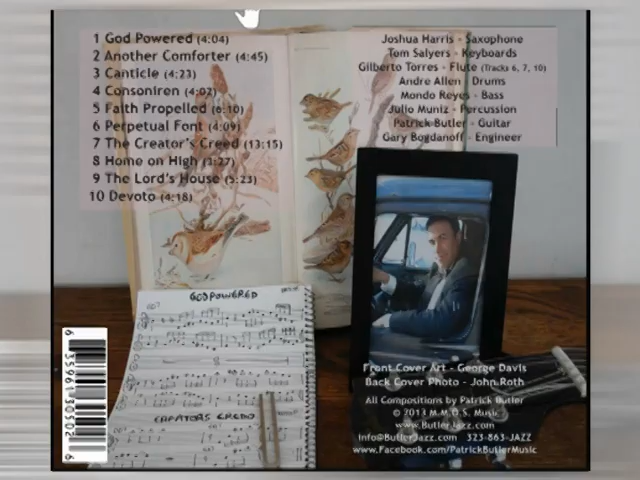 1 God Powered (4:04)
2 Another Comforter (4:45)
3 Canticle (4:23)
4 Consoniren (4:02)
5 Faith Propelled (6:10)
6 Perpetual Font (4:09)
7 The Creator's Creed (13:15)
8 Home on High (3:27)
9 The Lord's House (5:23)
10 Devoto (4:18)
Joshua Harris - Saxophone
Tom Salyers - Keyboards
Gilberto Torres - Flute (Tracks 6, 7, 10)
Andre Allen - Drums
Mondo Reyes - Bass
Julio Muniz - Percussion
Patrick Butler - Guitar
Gary Bogdanoff - Engineer
GODPOWERED
CREATORS CREDO
6 35961 30502 6
Front Cover Art - George Davis
Back Cover Photo - John Roth
All Compositions by Patrick Butler
© 2013 M.M.O.S. Music
www.ButlerJazz.com
info@ButlerJazz.com 323-863-JAZZ
www.Facebook.com/PatrickButlerMusic